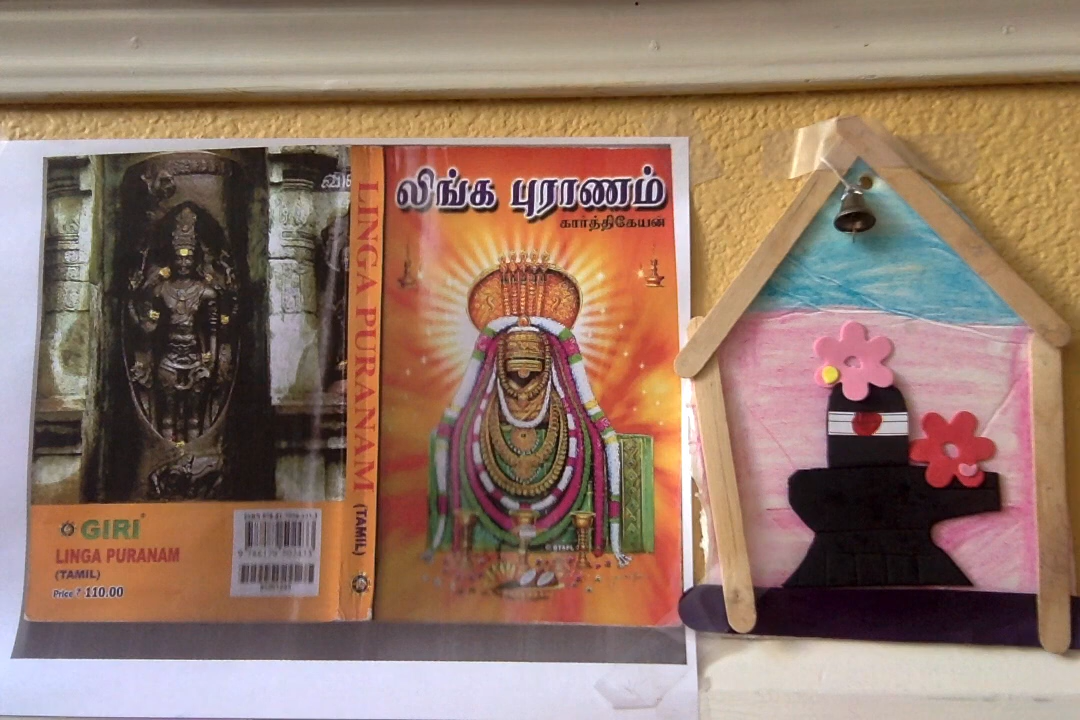 GIRI
LINGA PURANAM
(TAMIL)
Price ₹ 110.00
LINGA PURANAM (TAMIL)
லிங்க புராணம்
கார்த்திகேயன்